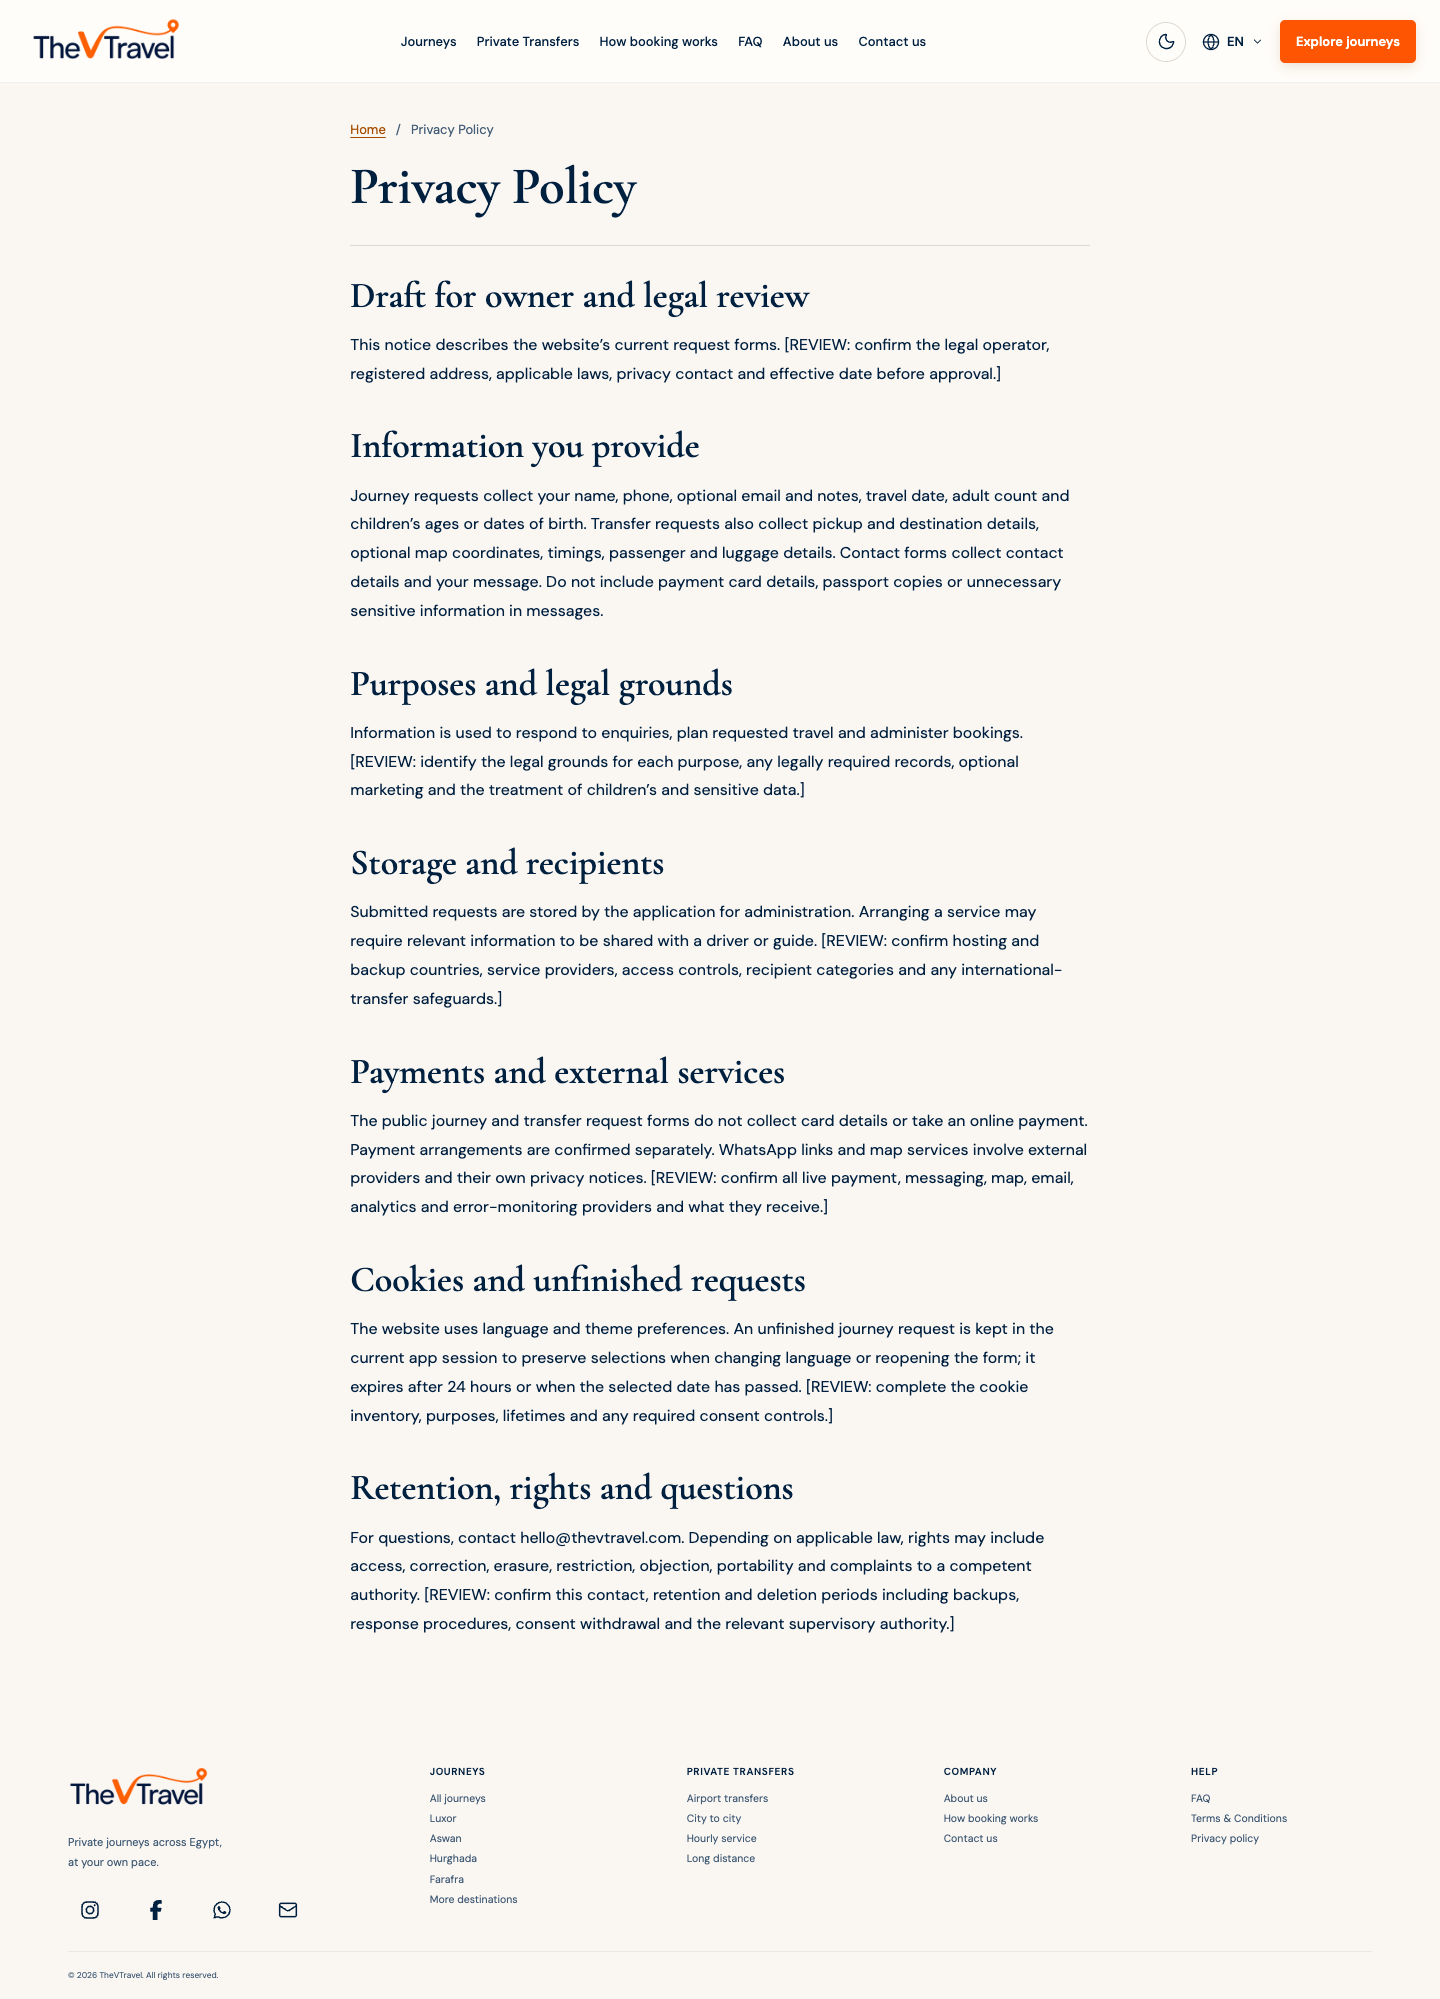 TheVTravel
Journeys
Private Transfers
How booking works
FAQ
About us
Contact us
EN
Explore journeys
Home / Privacy Policy
Privacy Policy
Draft for owner and legal review
This notice describes the website’s current request forms. [REVIEW: confirm the legal operator,
registered address, applicable laws, privacy contact and effective date before approval.]
Information you provide
Journey requests collect your name, phone, optional email and notes, travel date, adult count and
children’s ages or dates of birth. Transfer requests also collect pickup and destination details,
optional map coordinates, timings, passenger and luggage details. Contact forms collect contact
details and your message. Do not include payment card details, passport copies or unnecessary
sensitive information in messages.
Purposes and legal grounds
Information is used to respond to enquiries, plan requested travel and administer bookings.
[REVIEW: identify the legal grounds for each purpose, any legally required records, optional
marketing and the treatment of children’s and sensitive data.]
Storage and recipients
Submitted requests are stored by the application for administration. Arranging a service may
require relevant information to be shared with a driver or guide. [REVIEW: confirm hosting and
backup countries, service providers, access controls, recipient categories and any international-
transfer safeguards.]
Payments and external services
The public journey and transfer request forms do not collect card details or take an online payment.
Payment arrangements are confirmed separately. WhatsApp links and map services involve external
providers and their own privacy notices. [REVIEW: confirm all live payment, messaging, map, email,
analytics and error-monitoring providers and what they receive.]
Cookies and unfinished requests
The website uses language and theme preferences. An unfinished journey request is kept in the
current app session to preserve selections when changing language or reopening the form; it
expires after 24 hours or when the selected date has passed. [REVIEW: complete the cookie
inventory, purposes, lifetimes and any required consent controls.]
Retention, rights and questions
For questions, contact hello@thevtravel.com. Depending on applicable law, rights may include
access, correction, erasure, restriction, objection, portability and complaints to a competent
authority. [REVIEW: confirm this contact, retention and deletion periods including backups,
response procedures, consent withdrawal and the relevant supervisory authority.]
TheVTravel
Private journeys across Egypt,
at your own pace.
JOURNEYS
All journeys
Luxor
Aswan
Hurghada
Farafra
More destinations
PRIVATE TRANSFERS
Airport transfers
City to city
Hourly service
Long distance
COMPANY
About us
How booking works
Contact us
HELP
FAQ
Terms & Conditions
Privacy policy
© 2026 TheVTravel. All rights reserved.